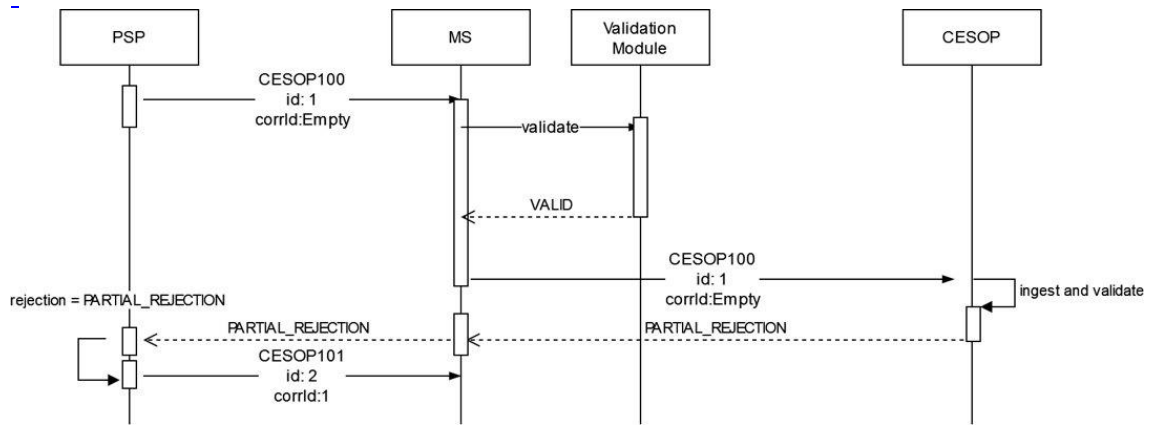 PSP
MS
Validation
Module
CESOP
CESOP100
id: 1
corrId:Empty
validate
VALID
CESOP100
id: 1
corrId:Empty
ingest and validate
rejection = PARTIAL_REJECTION
PARTIAL_REJECTION
PARTIAL_REJECTION
CESOP101
id: 2
corrId:1